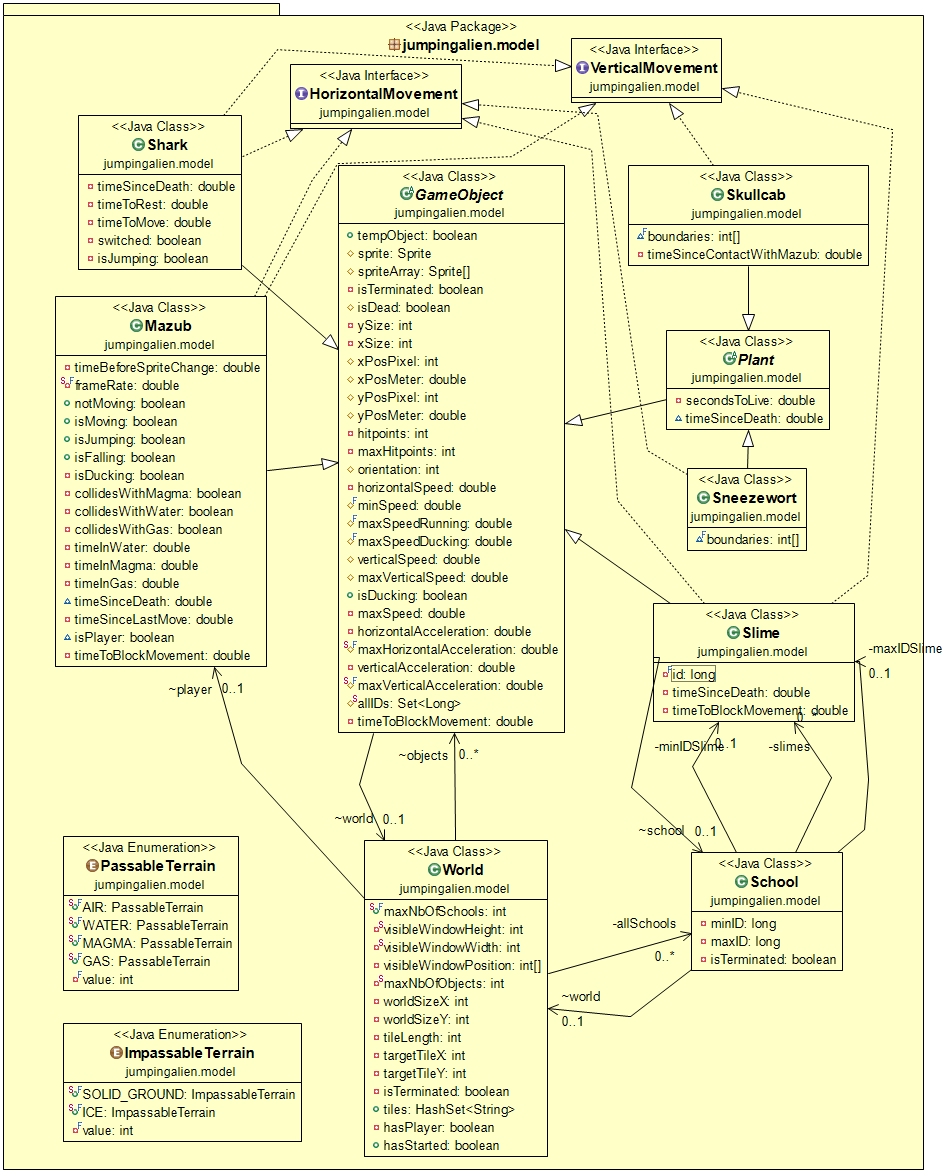 <<Java Package>>
jumpingalien.model
<<Java Interface>>
VerticalMovement
jumpingalien.model
<<Java Interface>>
HorizontalMovement
jumpingalien.model
<<Java Class>>
Shark
jumpingalien.model
timeSinceDeath: double
timeToRest: double
timeToMove: double
switched: boolean
isJumping: boolean
<<Java Class>>
GameObject
jumpingalien.model
tempObject: boolean
sprite: Sprite
spriteArray: Sprite[]
isTerminated: boolean
isDead: boolean
ySize: int
xSize: int
xPosPixel: int
xPosMeter: double
yPosPixel: int
yPosMeter: double
hitpoints: int
maxHitpoints: int
orientation: int
horizontalSpeed: double
minSpeed: double
maxSpeedRunning: double
maxSpeedDucking: double
verticalSpeed: double
maxVerticalSpeed: double
isDucking: boolean
maxSpeed: double
horizontalAcceleration: double
maxHorizontalAcceleration: double
verticalAcceleration: double
maxVerticalAcceleration: double
allIDs: Set<Long>
timeToBlockMovement: double
<<Java Class>>
Skullcab
jumpingalien.model
boundaries: int[]
timeSinceContactWithMazub: double
<<Java Class>>
Mazub
jumpingalien.model
timeBeforeSpriteChange: double
frameRate: double
notMoving: boolean
isMoving: boolean
isJumping: boolean
isFalling: boolean
isDucking: boolean
collidesWithMagma: boolean
collidesWithWater: boolean
collidesWithGas: boolean
timeInWater: double
timeInMagma: double
timeInGas: double
timeSinceDeath: double
timeSinceLastMove: double
isPlayer: boolean
timeToBlockMovement: double
<<Java Class>>
Plant
jumpingalien.model
secondsToLive: double
timeSinceDeath: double
<<Java Class>>
Sneezewort
jumpingalien.model
boundaries: int[]
<<Java Class>>
Slime
jumpingalien.model
id: long
timeSinceDeath: double
timeToBlockMovement: double
-maxIDSlime
0..1
~player 0..1
~objects 0..*
-minIDSlime 0..1
-slimes 0..*
~world 0..1
~school 0..1
<<Java Enumeration>>
PassableTerrain
jumpingalien.model
AIR: PassableTerrain
WATER: PassableTerrain
MAGMA: PassableTerrain
GAS: PassableTerrain
value: int
<<Java Class>>
World
jumpingalien.model
maxNbOfSchools: int
visibleWindowHeight: int
visibleWindowWidth: int
visibleWindowPosition: int[]
maxNbOfObjects: int
worldSizeX: int
worldSizeY: int
tileLength: int
targetTileX: int
targetTileY: int
isTerminated: boolean
tiles: HashSet<String>
hasPlayer: boolean
hasStarted: boolean
<<Java Class>>
School
jumpingalien.model
minID: long
maxID: long
isTerminated: boolean
-allSchools
0..*
~world
0..1
<<Java Enumeration>>
ImpassableTerrain
jumpingalien.model
SOLID_GROUND: ImpassableTerrain
ICE: ImpassableTerrain
value: int